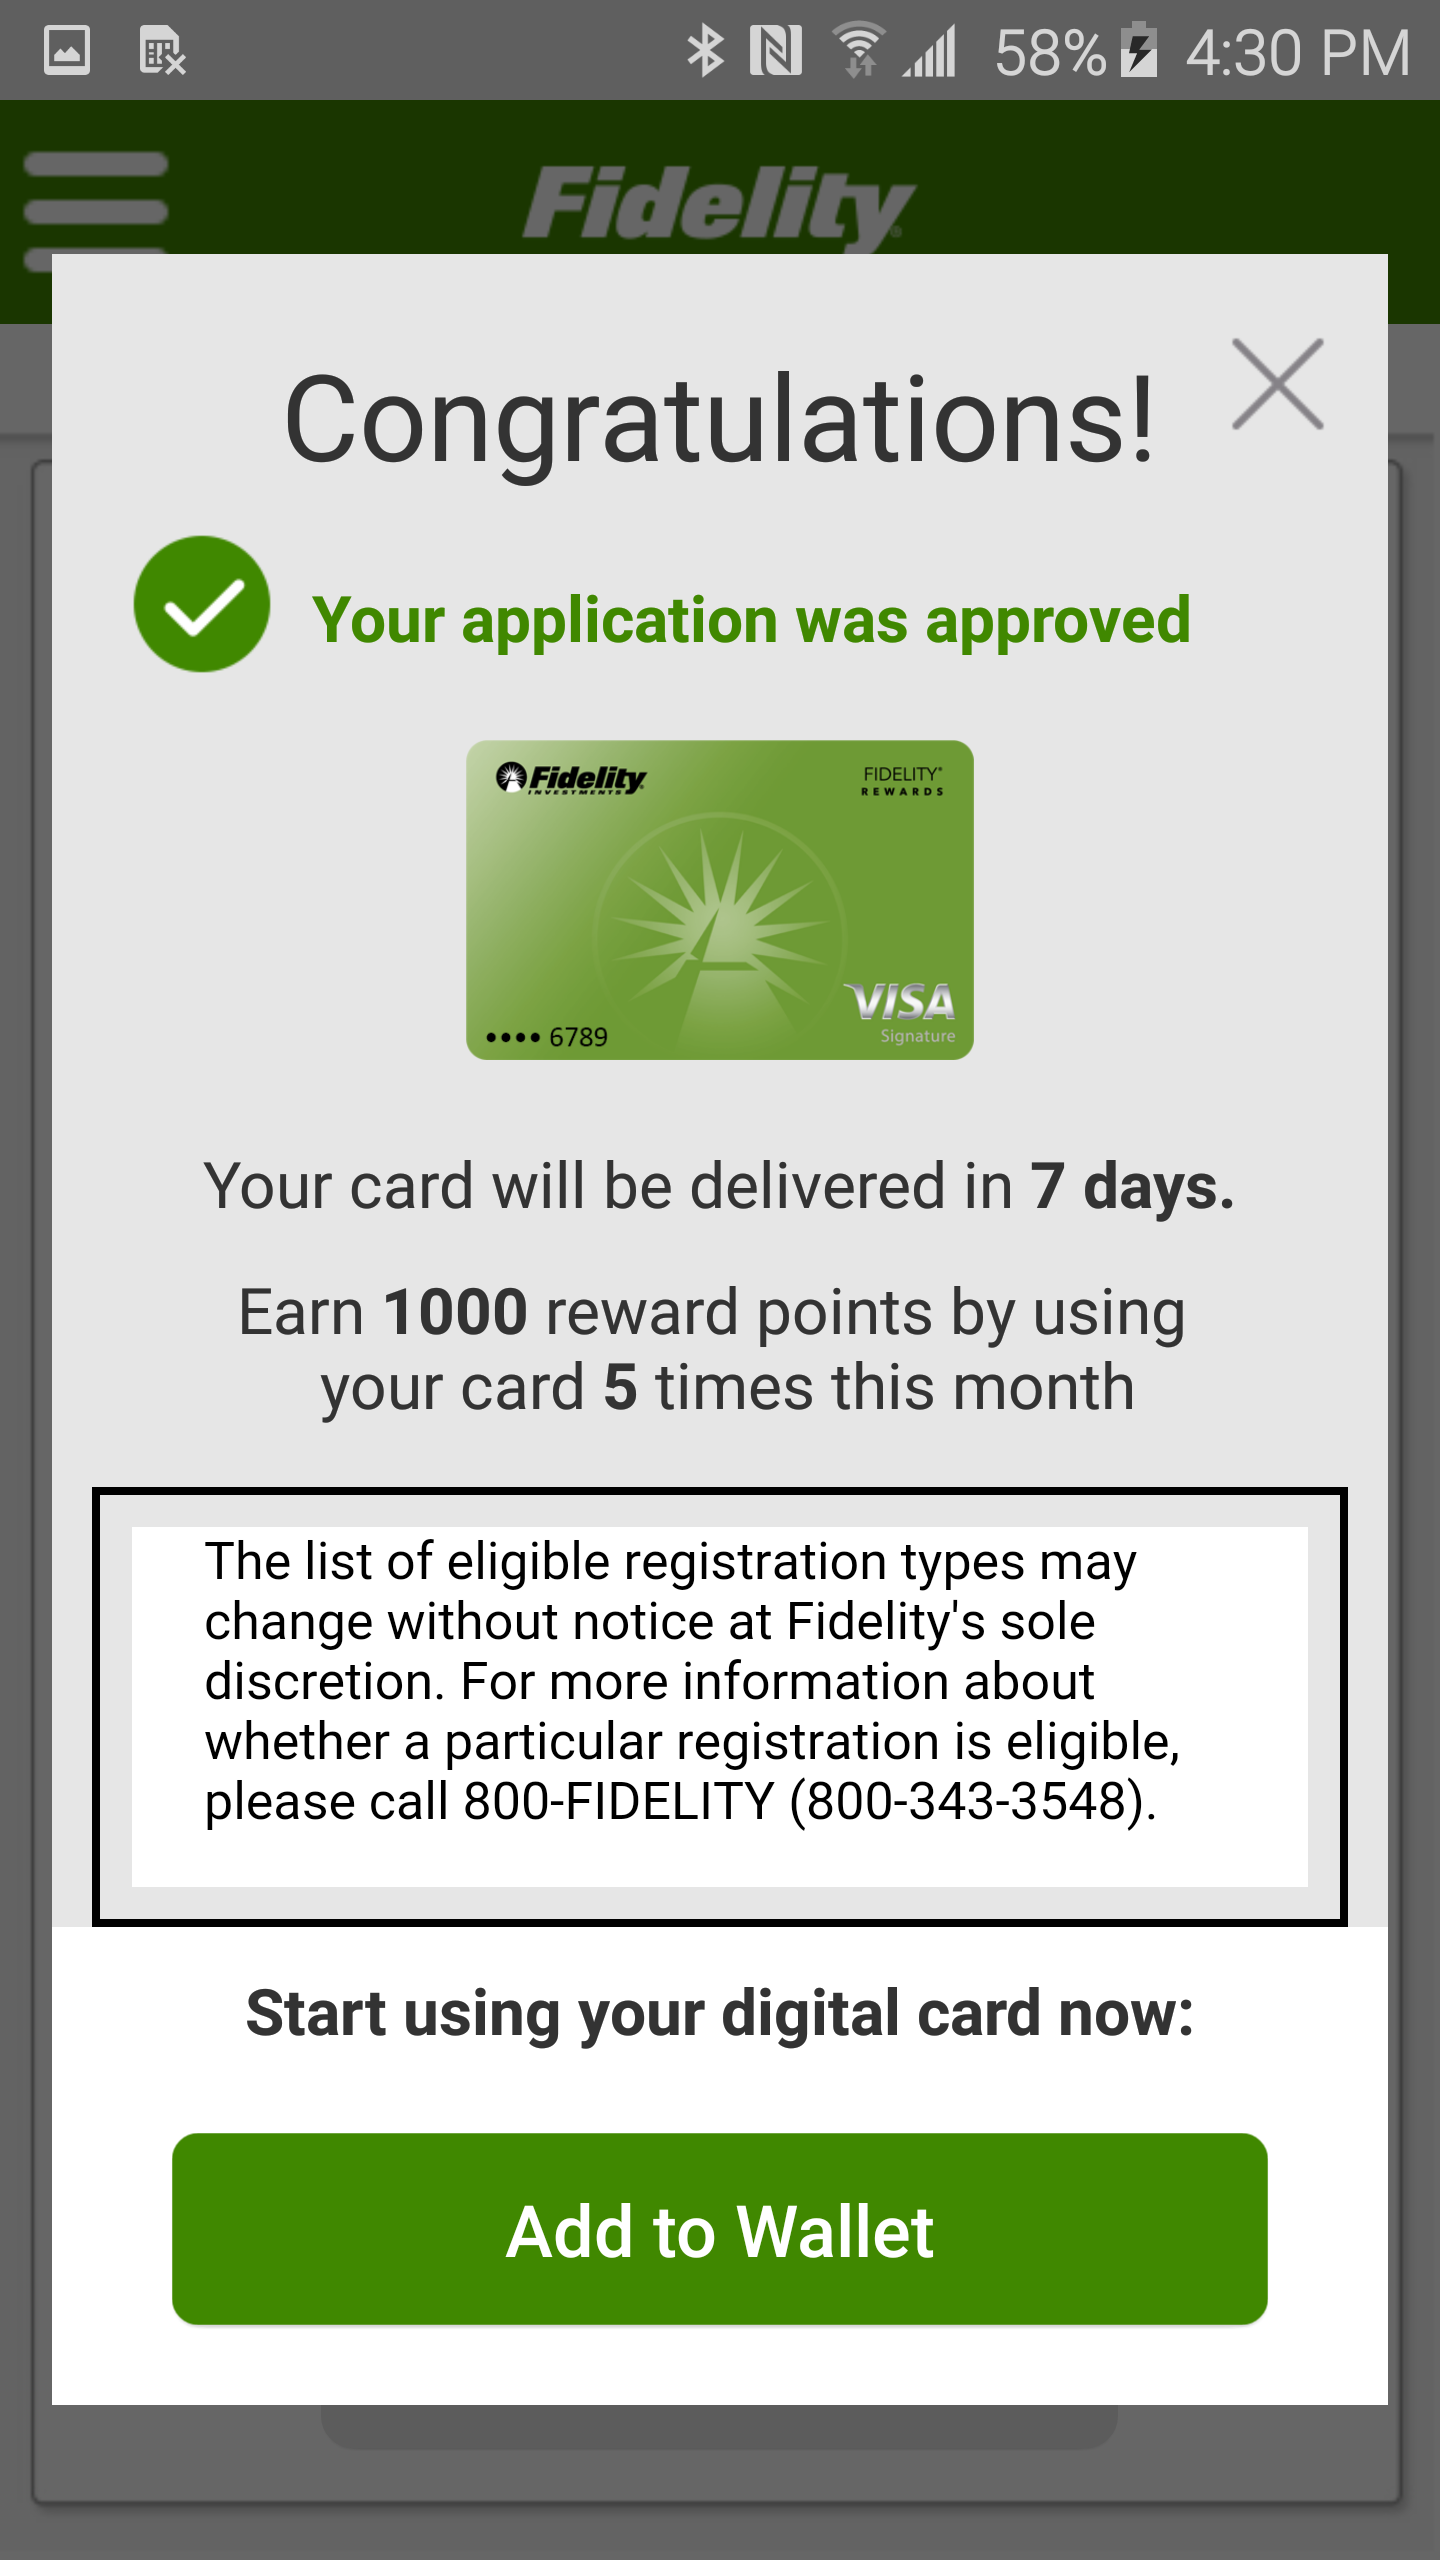 58% 4:30 PM
Fidelity
Congratulations!
Your application was approved
Fidelity INVESTMENTS
FIDELITY®
REWARDS
VISA
Signature
•••• 6789
Your card will be delivered in 7 days.
Earn 1000 reward points by using
your card 5 times this month
The list of eligible registration types may
change without notice at Fidelity's sole
discretion. For more information about
whether a particular registration is eligible,
please call 800-FIDELITY (800-343-3548).
Start using your digital card now:
Add to Wallet